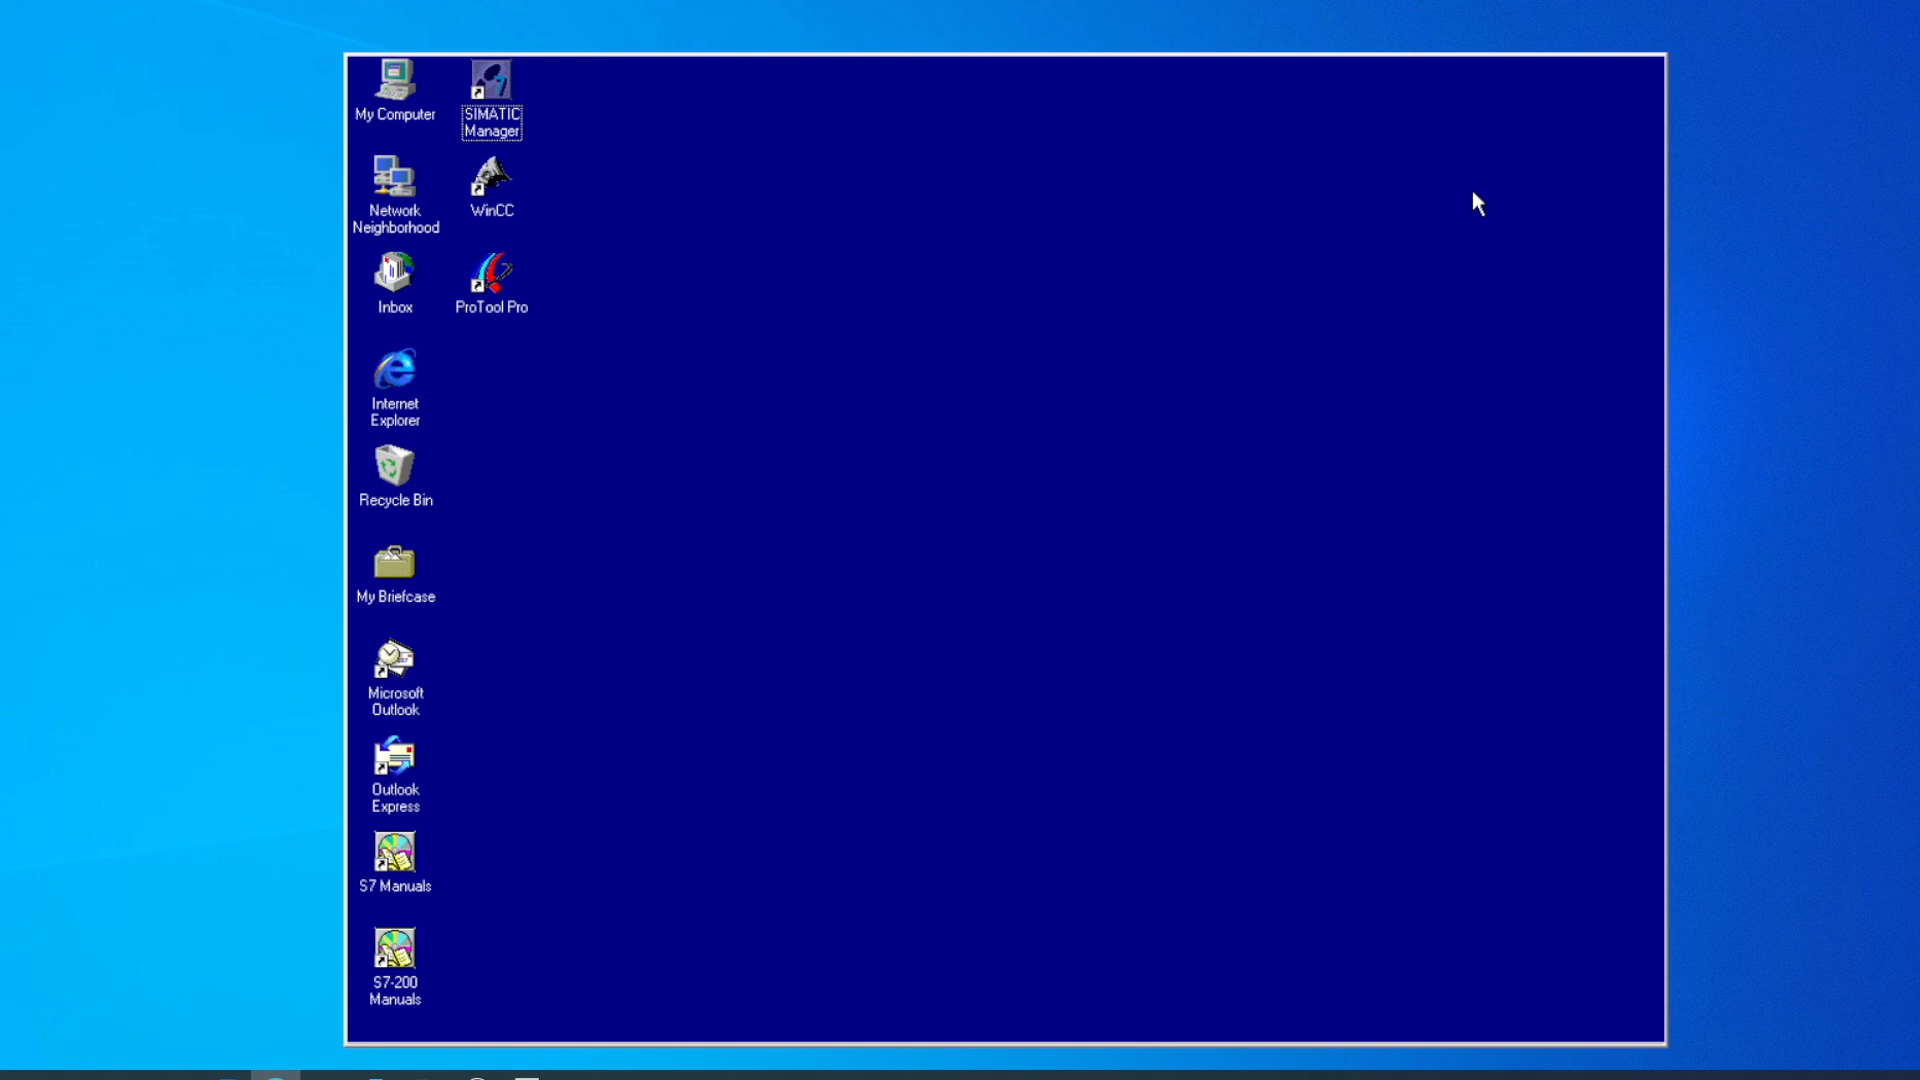 My Computer
SIMATIC
Manager
Network
Neighborhood
WinCC
Inbox
ProTool Pro
Internet
Explorer
Recycle Bin
My Briefcase
Microsoft
Outlook
Outlook
Express
S7 Manuals
S7-200
Manuals